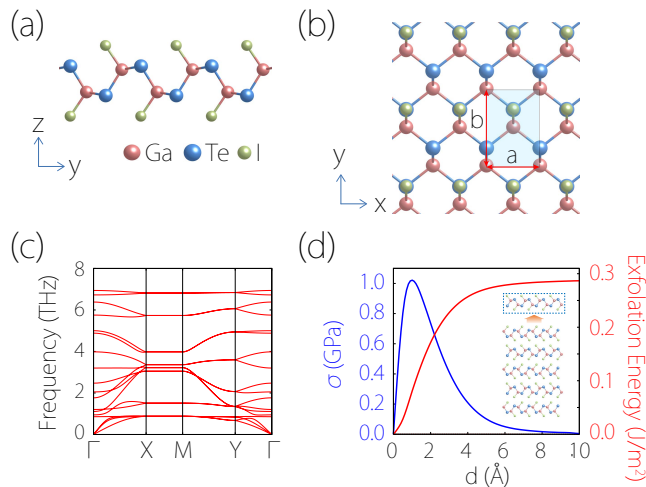 (a)
z
y
Ga Te I
(b)
b
a
y
x
(c)
Frequency (THz)
8
6
4
2
0
Γ X M Y Γ
(d)
σ (GPa)
1.0
0.8
0.6
0.4
0.2
0.0
0 2 4 6 8 10
d (Å)
0.3
0.2
0.1
0.0
Exfolation Energy (J/m²)